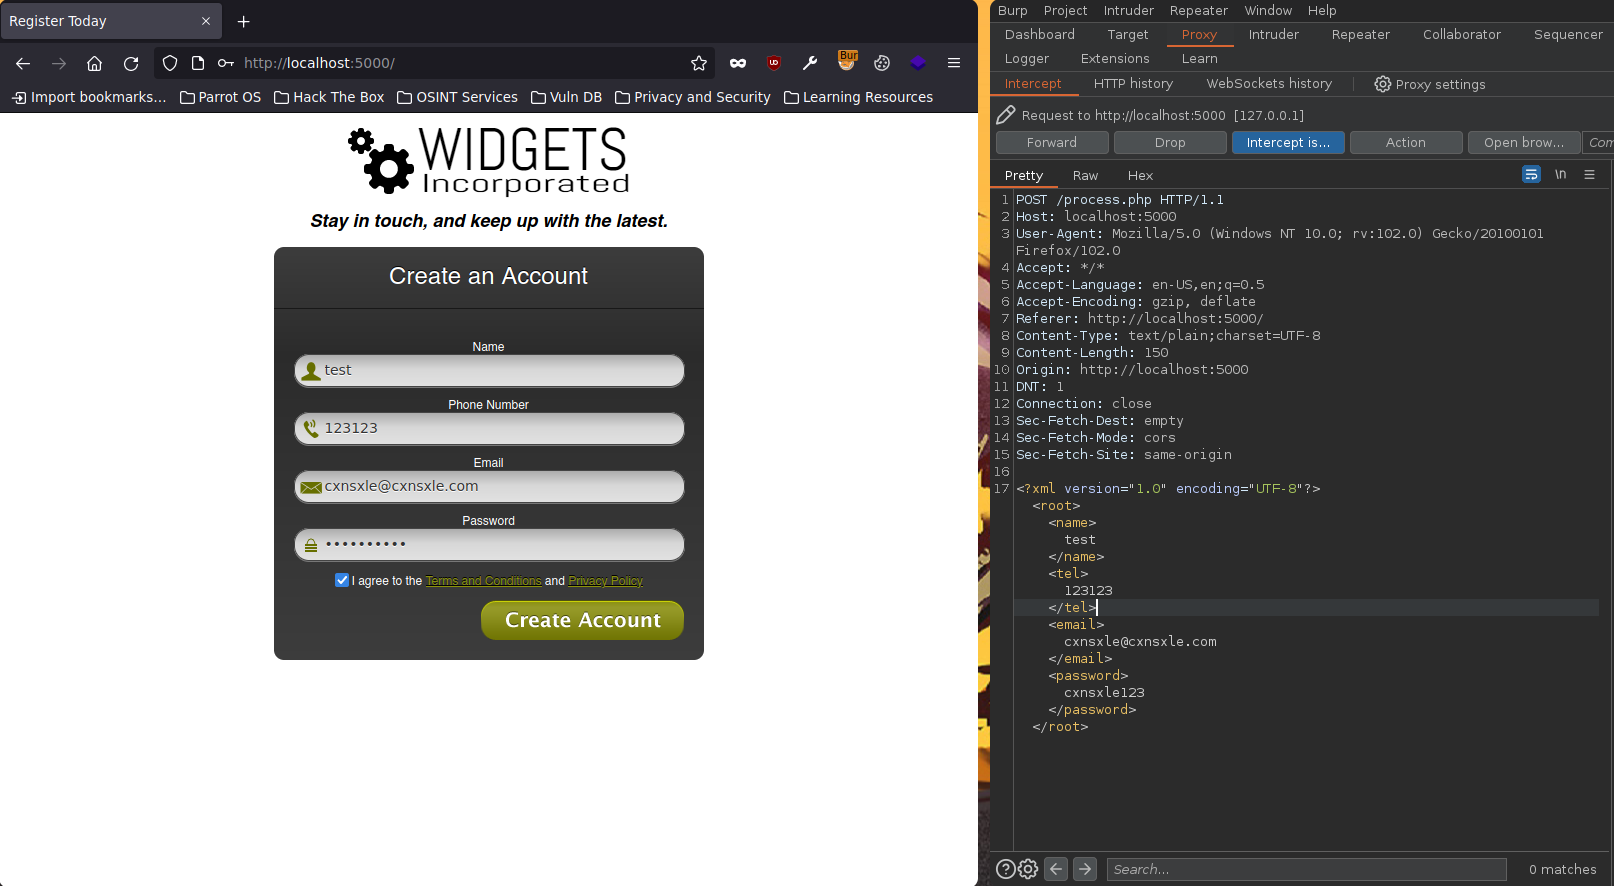 Register Today
http://localhost:5000/
Import bookmarks...
Parrot OS
Hack The Box
OSINT Services
Vuln DB
Privacy and Security
Learning Resources
WIDGETS
Incorporated
Stay in touch, and keep up with the latest.
Create an Account
Name
test
Phone Number
123123
Email
cxnsxle@cxnsxle.com
Password
••••••••••
I agree to the Terms and Conditions and Privacy Policy
Create Account
Burp Project Intruder Repeater Window Help
Dashboard Target Proxy Intruder Repeater Collaborator Sequencer
Logger Extensions Learn
Intercept HTTP history WebSockets history Proxy settings
Request to http://localhost:5000 [127.0.0.1]
Forward Drop Intercept is... Action Open brow... Com
Pretty Raw Hex \n
1 POST /process.php HTTP/1.1
2 Host: localhost:5000
3 User-Agent: Mozilla/5.0 (Windows NT 10.0; rv:102.0) Gecko/20100101
Firefox/102.0
4 Accept: */*
5 Accept-Language: en-US,en;q=0.5
6 Accept-Encoding: gzip, deflate
7 Referer: http://localhost:5000/
8 Content-Type: text/plain;charset=UTF-8
9 Content-Length: 150
10 Origin: http://localhost:5000
11 DNT: 1
12 Connection: close
13 Sec-Fetch-Dest: empty
14 Sec-Fetch-Mode: cors
15 Sec-Fetch-Site: same-origin
16
17 <?xml version="1.0" encoding="UTF-8"?>
<root>
<name>
test
</name>
<tel>
123123
</tel>
<email>
cxnsxle@cxnsxle.com
</email>
<password>
cxnsxle123
</password>
</root>
Search...
0 matches